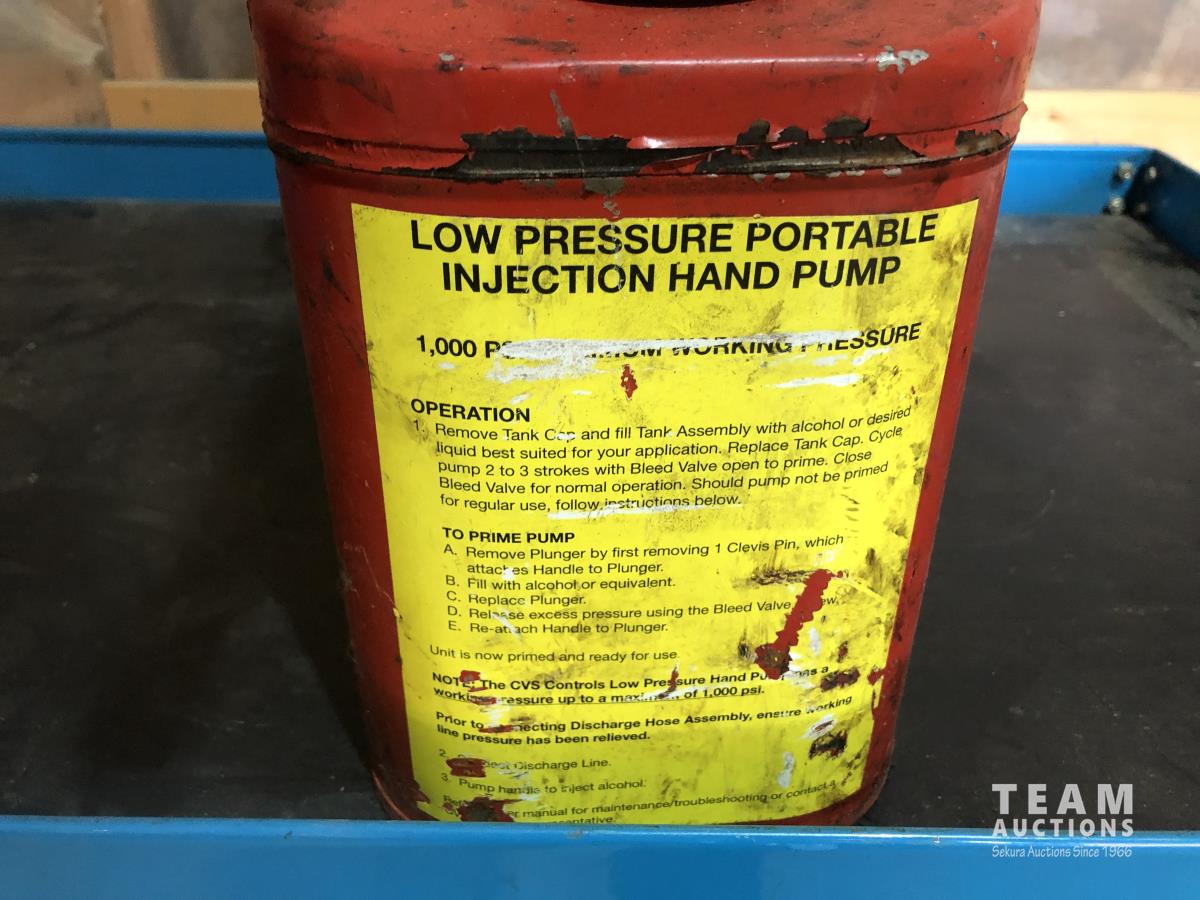 LOW PRESSURE PORTABLE
INJECTION HAND PUMP
1,000 WORKING PRESSURE
OPERATION
1. Remove Tank Cap and fill Tank Assembly with alcohol or desired
liquid best suited for your application. Replace Tank Cap. Cycle
pump 2 to 3 strokes with Bleed Valve open to prime. Close
Bleed Valve for normal operation. Should pump not be primed
for regular use, follow instructions below.
TO PRIME PUMP
A. Remove Plunger by first removing 1 Clevis Pin, which
attaches Handle to Plunger.
B. Fill with alcohol or equivalent.
C. Replace Plunger.
D. Release excess pressure using the Bleed Valve
E. Re-attach Handle to Plunger.
Unit is now primed and ready for use.
NOTE: The CVS Controls Low Pressure Hand Pump has a
working pressure up to a maximum of 1,000 psi.
Prior to connecting Discharge Hose Assembly, ensure working
line pressure has been relieved.
2. Discharge Line.
3. Pump handle to inject alcohol.
manual for maintenance/troubleshooting or contact a
TEAM
AUCTIONS
Sekura Auctions Since 1966